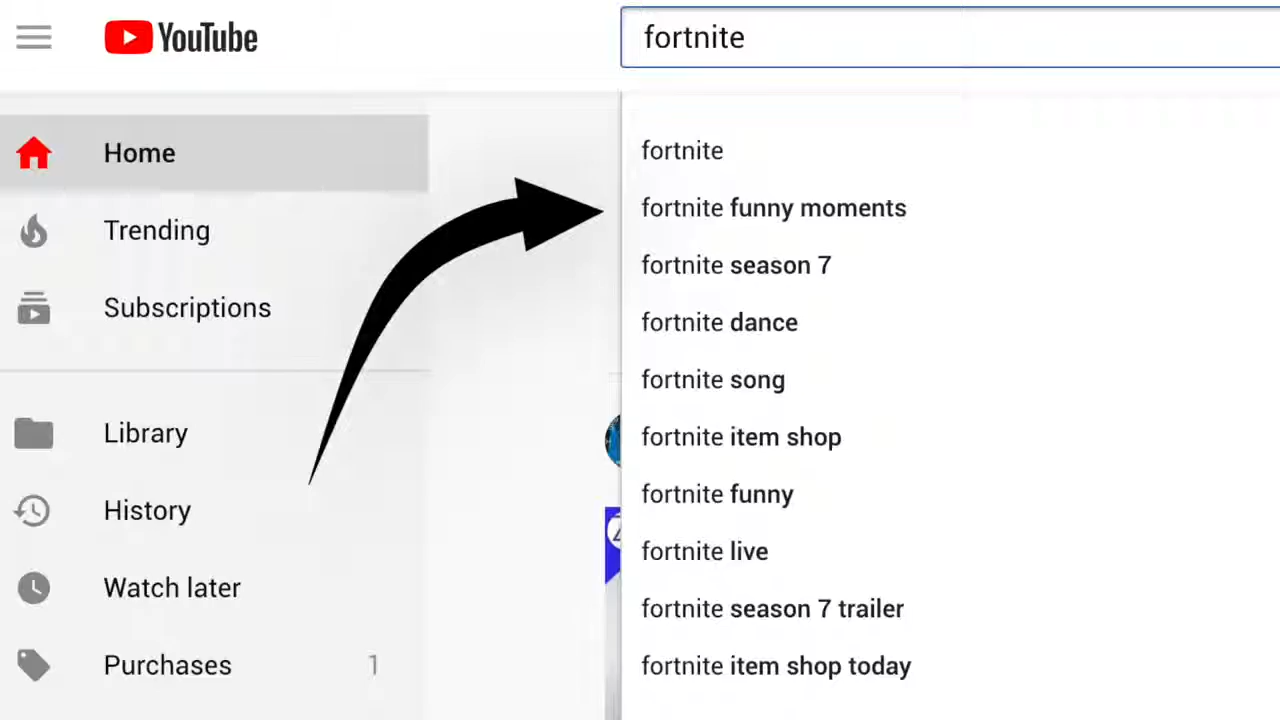 YouTube
fortnite
Home
Trending
Subscriptions
Library
History
Watch later
Purchases 1
fortnite
fortnite funny moments
fortnite season 7
fortnite dance
fortnite song
fortnite item shop
fortnite funny
fortnite live
fortnite season 7 trailer
fortnite item shop today